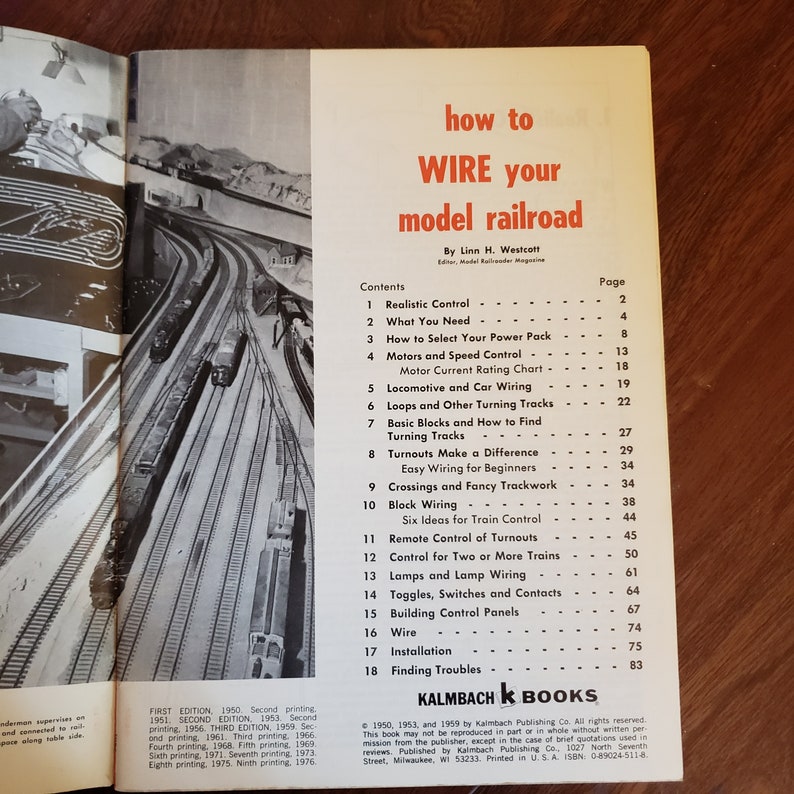 how to
WIRE your
model railroad
By Linn H. Westcott
Editor, Model Railroader Magazine
Contents Page
1 Realistic Control - - - - - - - - 2
2 What You Need - - - - - - - - 4
3 How to Select Your Power Pack - - - 8
4 Motors and Speed Control - - - - - 13
Motor Current Rating Chart - - - - 18
5 Locomotive and Car Wiring - - - - 19
6 Loops and Other Turning Tracks - - - 22
7 Basic Blocks and How to Find
Turning Tracks - - - - - - - - 27
8 Turnouts Make a Difference - - - - 29
Easy Wiring for Beginners - - - - 34
9 Crossings and Fancy Trackwork - - - 34
10 Block Wiring - - - - - - - - - 38
Six Ideas for Train Control - - - - 44
11 Remote Control of Turnouts - - - - 45
12 Control for Two or More Trains - - - 50
13 Lamps and Lamp Wiring - - - - - 61
14 Toggles, Switches and Contacts - - - 64
15 Building Control Panels - - - - - 67
16 Wire - - - - - - - - - - - 74
17 Installation - - - - - - - - - 75
18 Finding Troubles - - - - - - - - 83
KALMBACH k BOOKS
nderman supervises on
and connected to rail-
pace along table side.
FIRST EDITION, 1950. Second printing,
1951. SECOND EDITION, 1953. Second
printing, 1956. THIRD EDITION, 1959. Sec-
ond printing, 1961. Third printing, 1966.
Fourth printing, 1968. Fifth printing, 1969.
Sixth printing, 1971. Seventh printing, 1973.
Eighth printing, 1975. Ninth printing, 1976.
© 1950, 1953, and 1959 by Kalmbach Publishing Co. All rights reserved.
This book may not be reproduced in part or in whole without written per-
mission from the publisher, except in the case of brief quotations used in
reviews. Published by Kalmbach Publishing Co., 1027 North Seventh
Street, Milwaukee, WI 53233. Printed in U. S. A. ISBN: 0-89024-511-8.